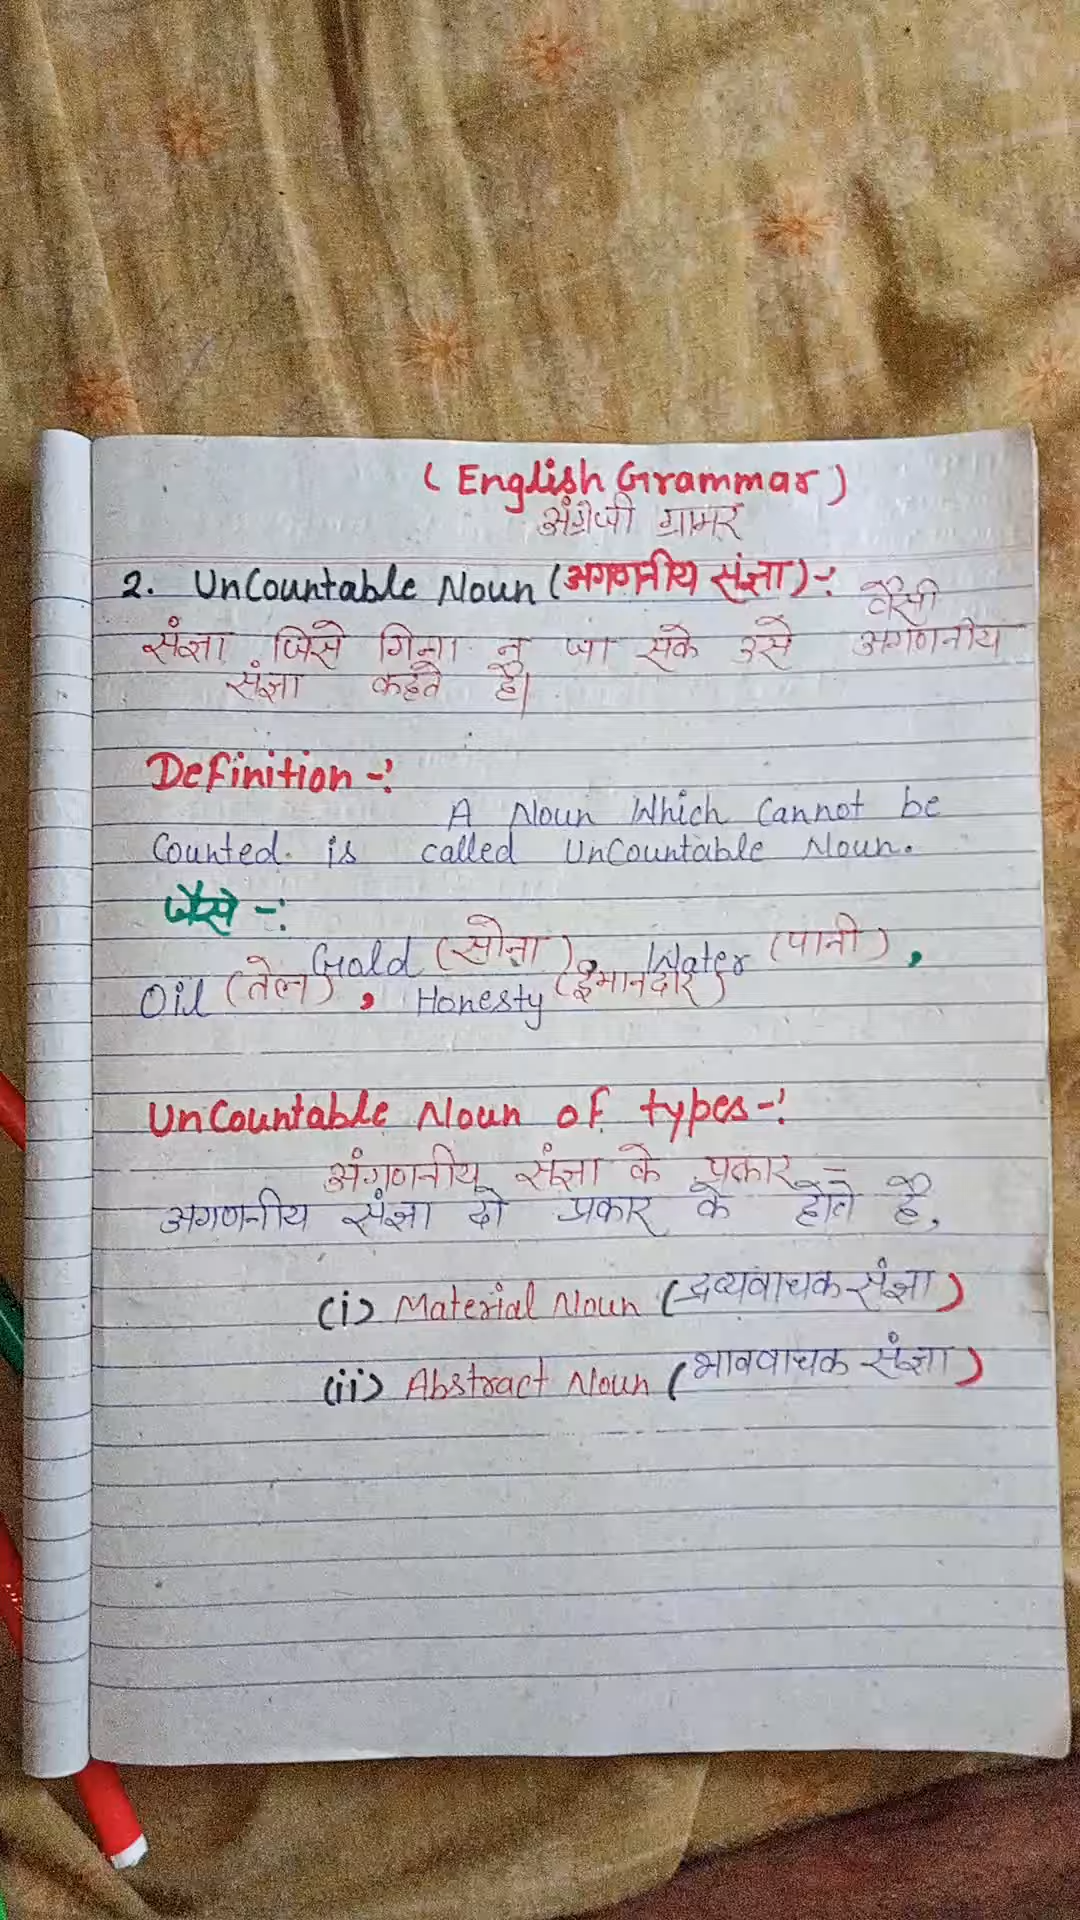 ( English Grammar )
अंग्रेजी ग्रामर
2. UnCountable Noun (अगणनीय संज्ञा) -: वैसी
संज्ञा जिसे गिना न जा सके उसे अगणनीय
संज्ञा कहते है।
Definition -:
A Noun Which Cannot be
Counted. is called UnCountable Noun.
जैसे -:
Gold (सोना), Water (पानी),
Oil (तेल), Honesty (ईमानदार)
UnCountable Noun of types -:
अंगणनीय संज्ञा के प्रकार -
अगणनीय संज्ञा दो प्रकार के होते है,
(i) Material Noun (द्रव्यवाचक संज्ञा)
(ii) Abstract Noun (भाववाचक संज्ञा)